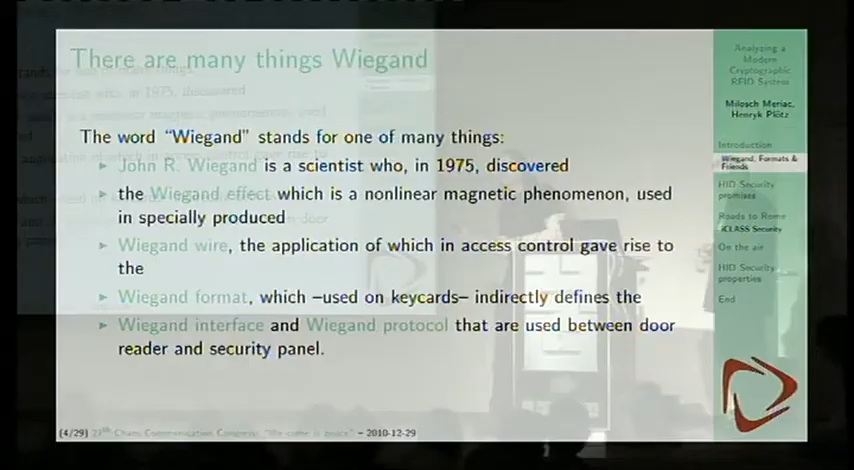 There are many things Wiegand
The word “Wiegand” stands for one of many things:
John R. Wiegand is a scientist who, in 1975, discovered
the Wiegand effect which is a nonlinear magnetic phenomenon, used
in specially produced
Wiegand wire, the application of which in access control gave rise to
the
Wiegand format, which –used on keycards– indirectly defines the
Wiegand interface and Wiegand protocol that are used between door
reader and security panel.
(4/29) 27th Chaos Communication Congress: "We come in peace" – 2010-12-29
Analyzing a
Modern
Cryptographic
RFID System
Milosch Meriac,
Henryk Plötz
Introduction
Wiegand, Formats &
Friends
HID Security
promises
Roads to Rome
iCLASS Security
On the air
HID Security
properties
End